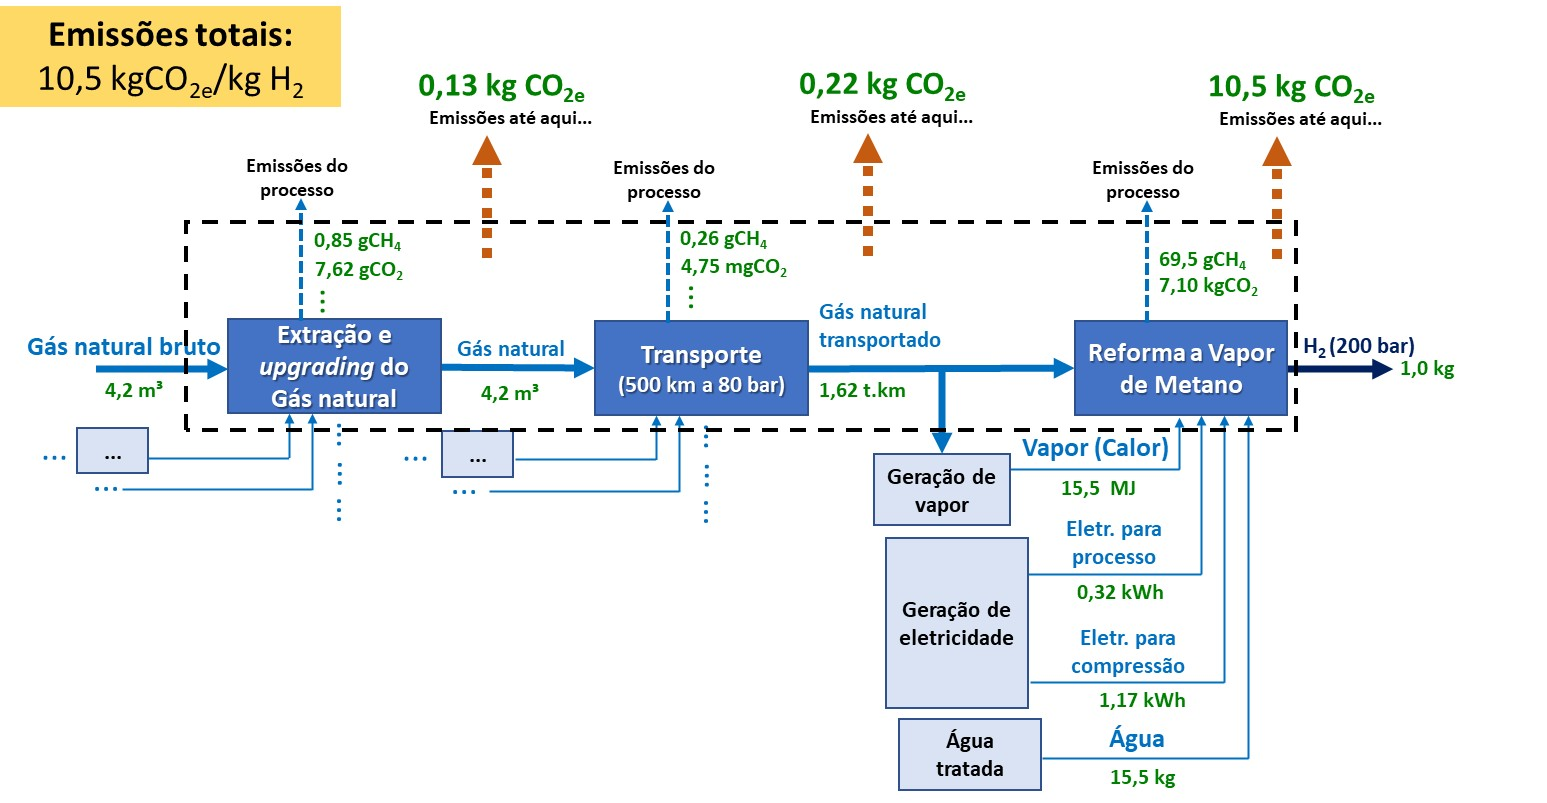 Emissões totais:
10,5 kgCO₂e/kg H₂
0,13 kg CO₂e
Emissões até aqui...
0,22 kg CO₂e
Emissões até aqui...
10,5 kg CO₂e
Emissões até aqui...
Emissões do
processo
0,85 gCH₄
7,62 gCO₂
Emissões do
processo
0,26 gCH₄
4,75 mgCO₂
Emissões do
processo
69,5 gCH₄
7,10 kgCO₂
Gás natural bruto
4,2 m³
Extração e
upgrading do
Gás natural
Gás natural
4,2 m³
Transporte
(500 km a 80 bar)
Gás natural
transportado
1,62 t.km
Reforma a Vapor
de Metano
H₂ (200 bar)
1,0 kg
...
...
...
...
...
...
Geração de
vapor
Vapor (Calor)
15,5 MJ
Geração de
eletricidade
Eletr. para
processo
0,32 kWh
Eletr. para
compressão
1,17 kWh
Água
tratada
Água
15,5 kg